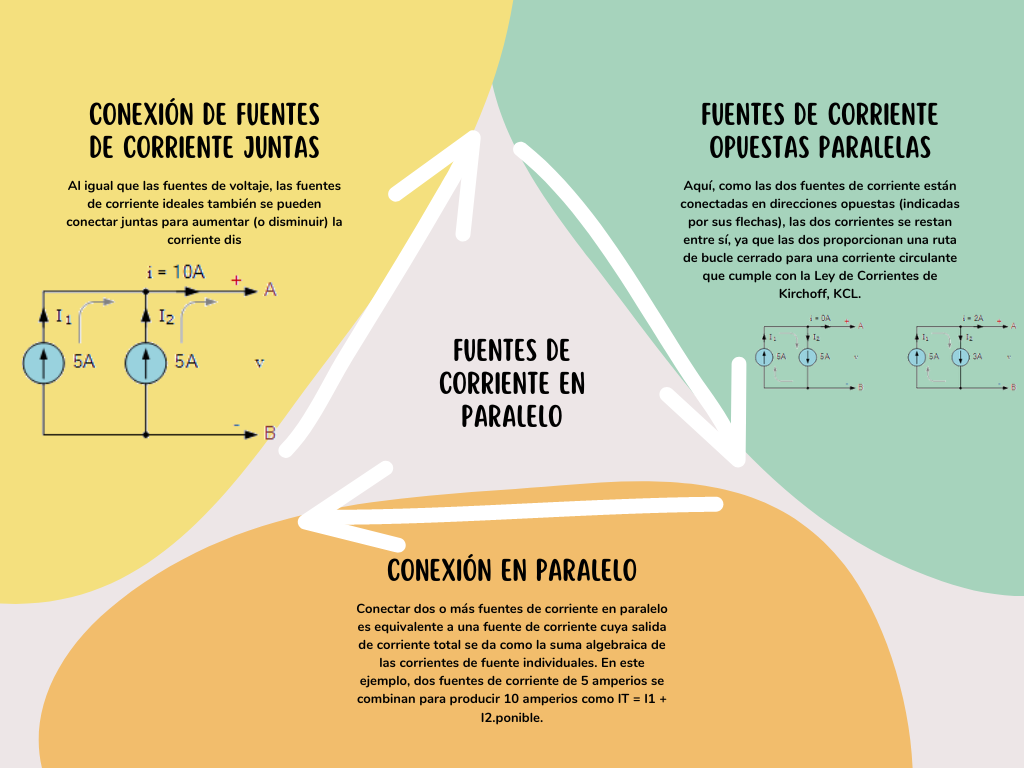 CONEXIÓN DE FUENTES
DE CORRIENTE JUNTAS
Al igual que las fuentes de voltaje, las fuentes
de corriente ideales también se pueden
conectar juntas para aumentar (o disminuir) la
corriente dis
i = 10A
+
A
I1
I2
5A
5A
v
-
B
FUENTES DE CORRIENTE
OPUESTAS PARALELAS
Aquí, como las dos fuentes de corriente están
conectadas en direcciones opuestas (indicadas
por sus flechas), las dos corrientes se restan
entre sí, ya que las dos proporcionan una ruta
de bucle cerrado para una corriente circulante
que cumple con la Ley de Corrientes de
Kirchoff, KCL.
i = 0A
+
A
I1
I2
5A
5A
v
-
B
i = 2A
+
A
I1
I2
5A
3A
v
-
B
FUENTES DE
CORRIENTE EN
PARALELO
CONEXIÓN EN PARALELO
Conectar dos o más fuentes de corriente en paralelo
es equivalente a una fuente de corriente cuya salida
de corriente total se da como la suma algebraica de
las corrientes de fuente individuales. En este
ejemplo, dos fuentes de corriente de 5 amperios se
combinan para producir 10 amperios como IT = I1 +
I2.ponible.